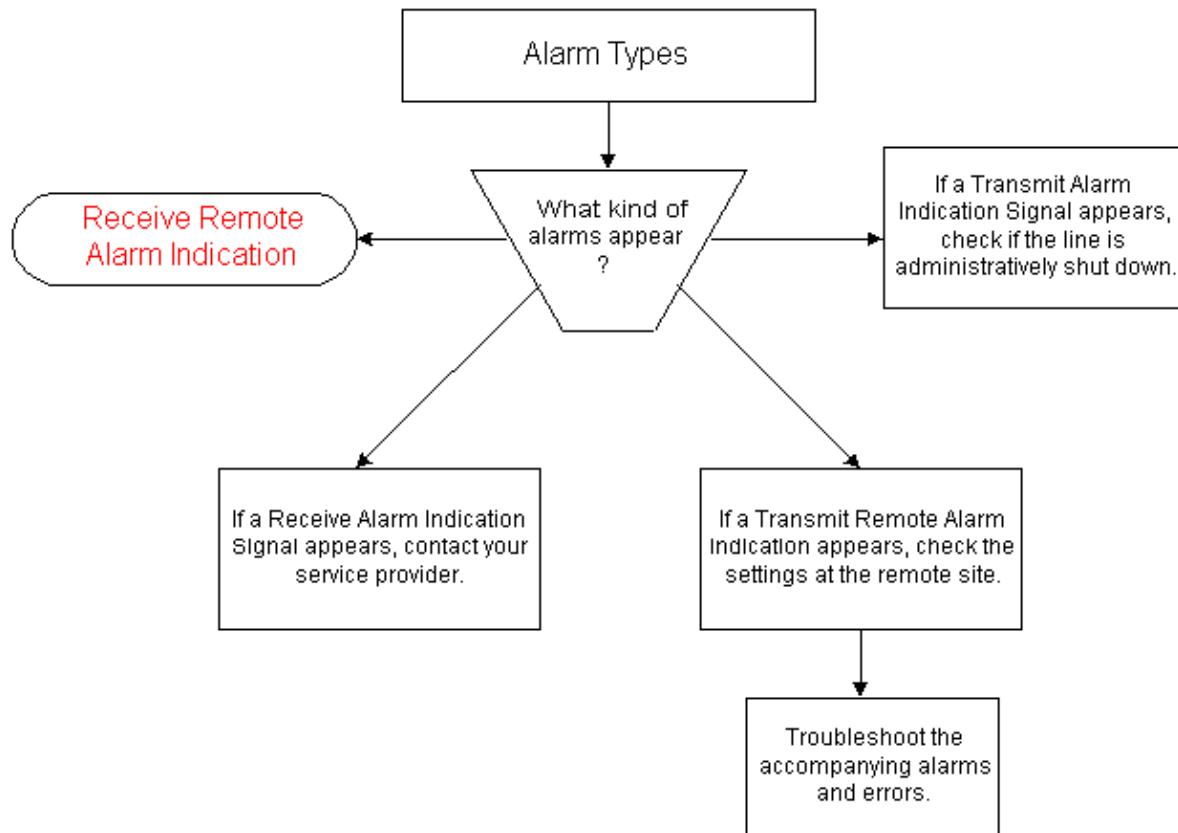 Alarm Types
What kind of
alarms appear
?
Receive Remote
Alarm Indication
If a Transmit Alarm
Indication Signal appears,
check if the line is
administratively shut down.
If a Receive Alarm Indication
Signal appears, contact your
service provider.
If a Transmit Remote Alarm
Indication appears, check the
settings at the remote site.
Troubleshoot the
accompanying alarms
and errors.